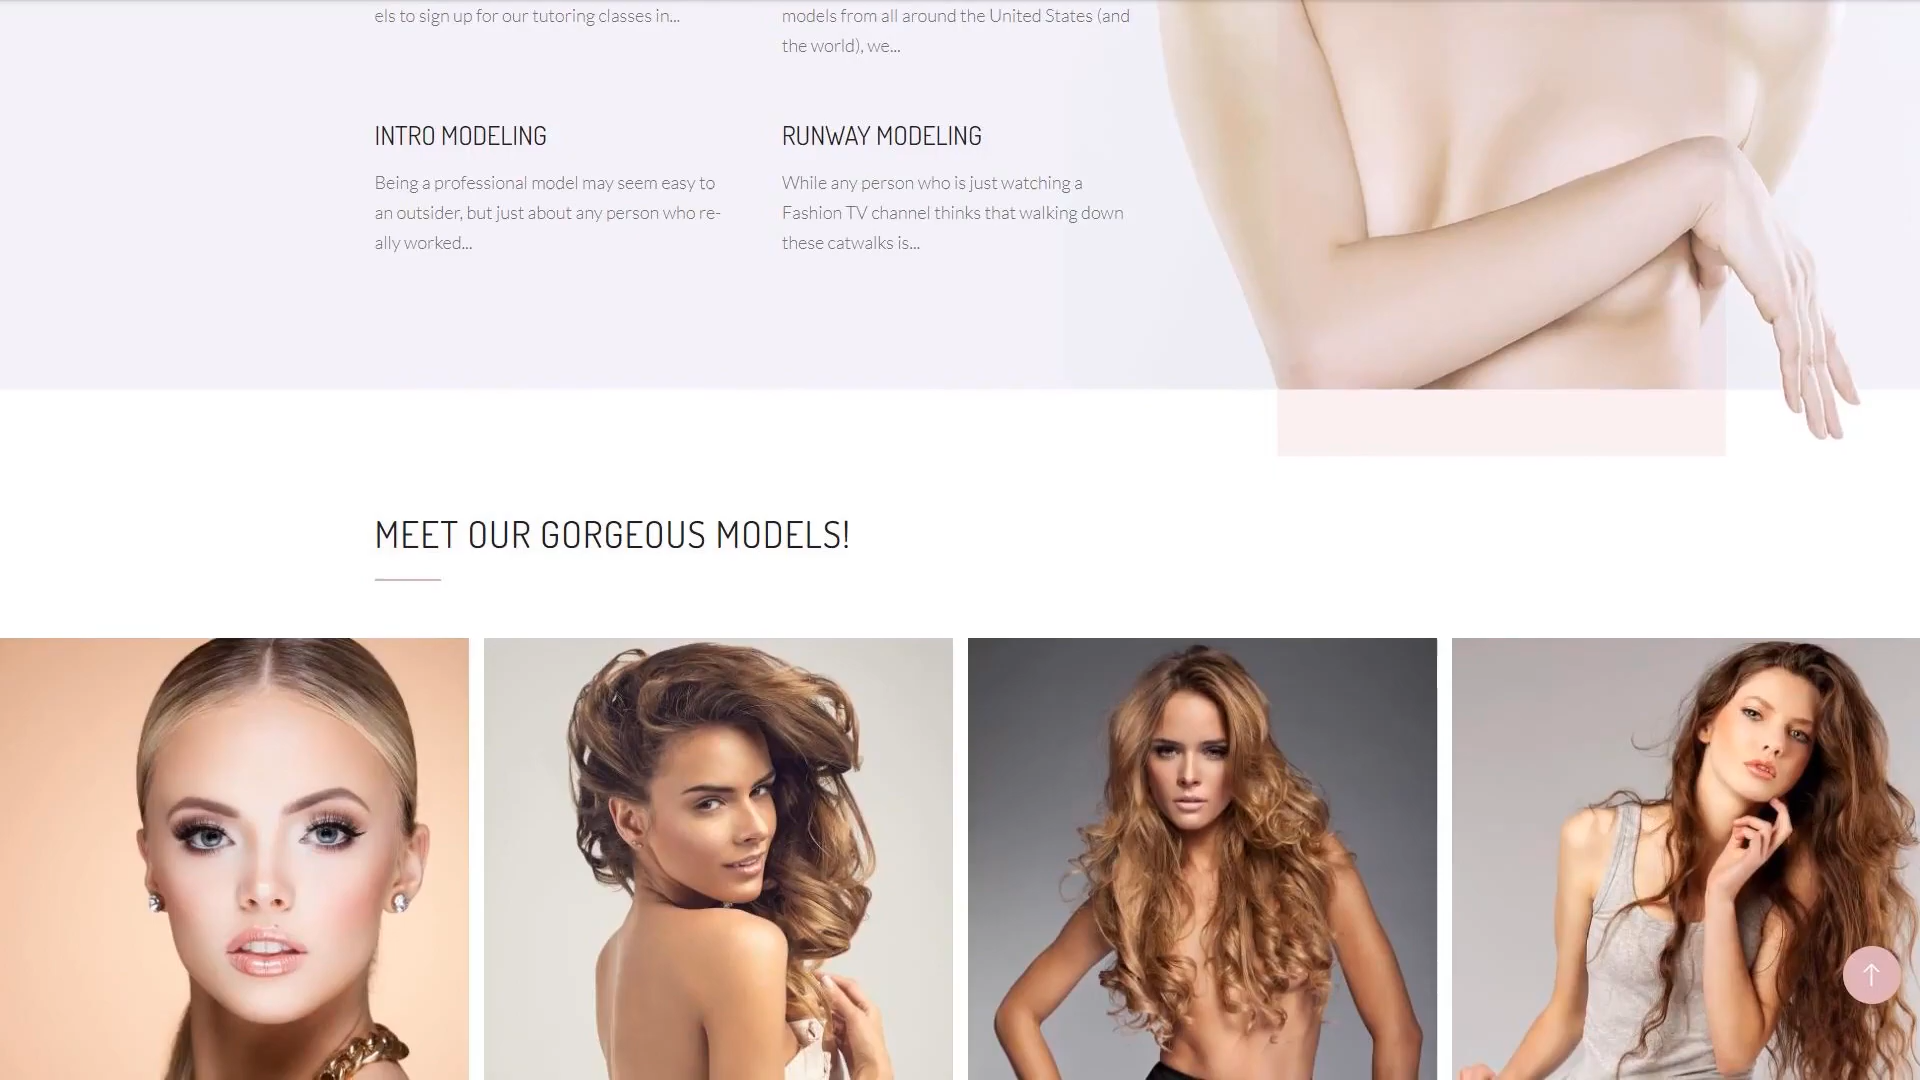 els to sign up for our tutoring classes in...
models from all around the United States (and
the world), we...
INTRO MODELING
Being a professional model may seem easy to
an outsider, but just about any person who re-
ally worked...
RUNWAY MODELING
While any person who is just watching a
Fashion TV channel thinks that walking down
these catwalks is...
MEET OUR GORGEOUS MODELS!